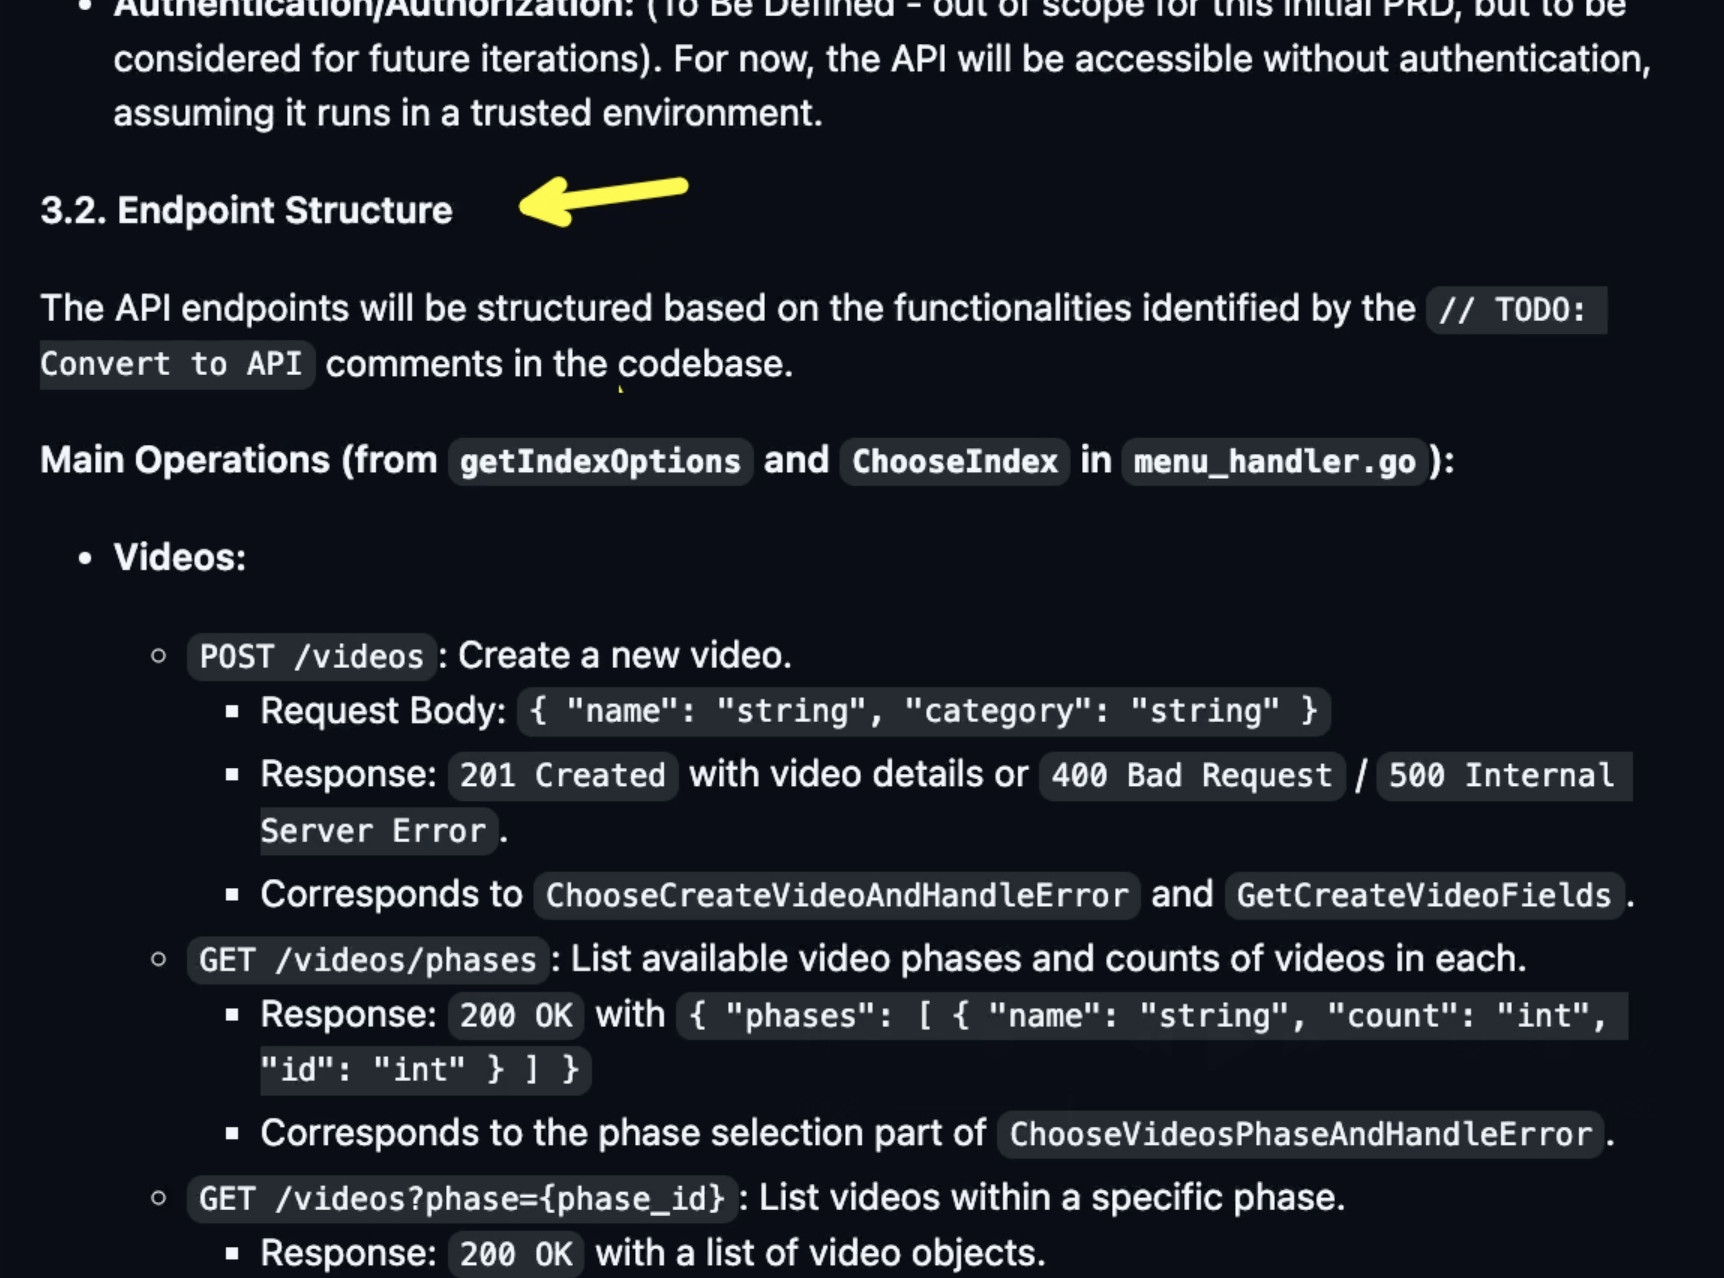 • Authentication/Authorization: (To Be Defined - out of scope for this initial PRD, but to be
considered for future iterations). For now, the API will be accessible without authentication,
assuming it runs in a trusted environment.
3.2. Endpoint Structure
The API endpoints will be structured based on the functionalities identified by the // TODO:
Convert to API comments in the codebase.
Main Operations (from getIndexOptions and ChooseIndex in menu_handler.go):
• Videos:
○ POST /videos: Create a new video.
▪ Request Body: { "name": "string", "category": "string" }
▪ Response: 201 Created with video details or 400 Bad Request / 500 Internal
Server Error.
▪ Corresponds to ChooseCreateVideoAndHandleError and GetCreateVideoFields.
○ GET /videos/phases: List available video phases and counts of videos in each.
▪ Response: 200 OK with { "phases": [ { "name": "string", "count": "int",
"id": "int" } ] }
▪ Corresponds to the phase selection part of ChooseVideosPhaseAndHandleError.
○ GET /videos?phase={phase_id}: List videos within a specific phase.
▪ Response: 200 OK with a list of video objects.